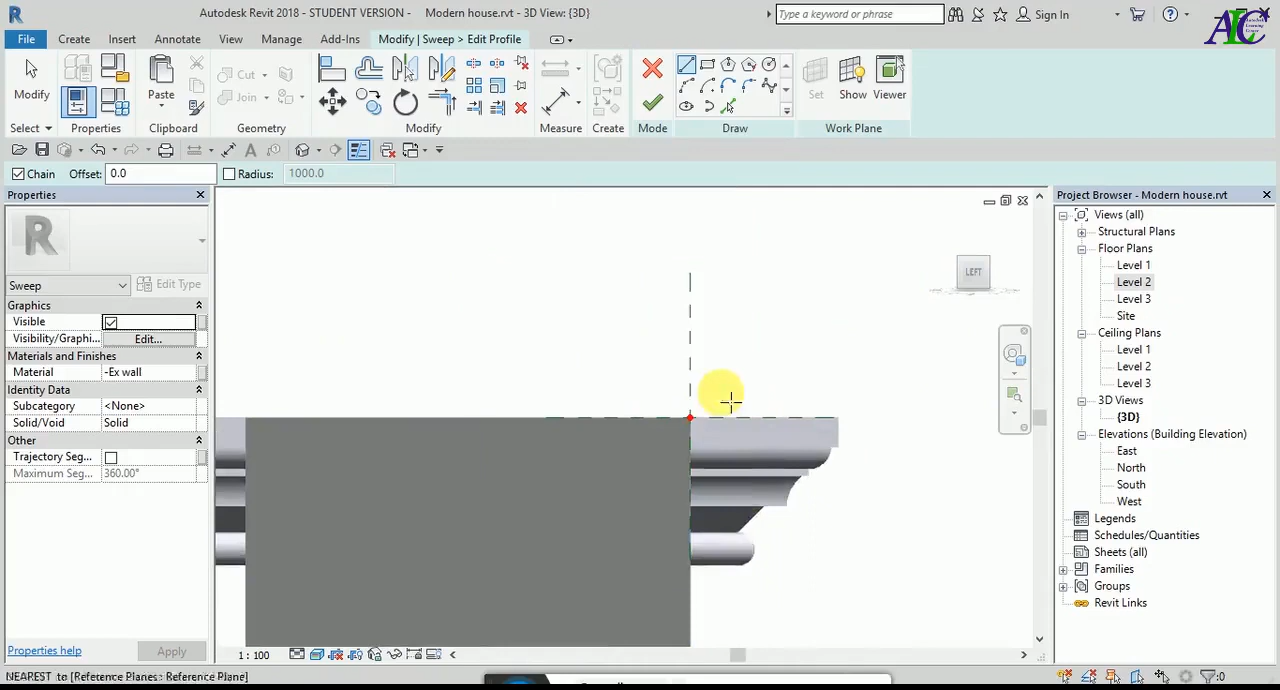 Autodesk Revit 2018 - STUDENT VERSION - Modern house.rvt - 3D View: {3D}
Type a keyword or phrase
Sign In
ALC
File Create Insert Annotate View Manage Add-Ins Modify | Sweep > Edit Profile
Modify
Paste
Cut
Join
Set Show Viewer
Select Properties Clipboard Geometry Modify Measure Create Mode Draw Work Plane
Chain Offset: 0.0 Radius: 1000.0
Properties
R
Sweep Edit Type
Graphics
Visible
Visibility/Graphi... Edit...
Materials and Finishes
Material -Ex wall
Identity Data
Subcategory <None>
Solid/Void Solid
Other
Trajectory Seg...
Maximum Seg... 360.00°
Properties help Apply
LEFT
1 : 100
Project Browser - Modern house.rvt
Views (all)
Structural Plans
Floor Plans
Level 1
Level 2
Level 3
Site
Ceiling Plans
Level 1
Level 2
Level 3
3D Views
{3D}
Elevations (Building Elevation)
East
North
South
West
Legends
Schedules/Quantities
Sheets (all)
Families
Groups
Revit Links
NEAREST to [Reference Planes : Reference Plane]
:0